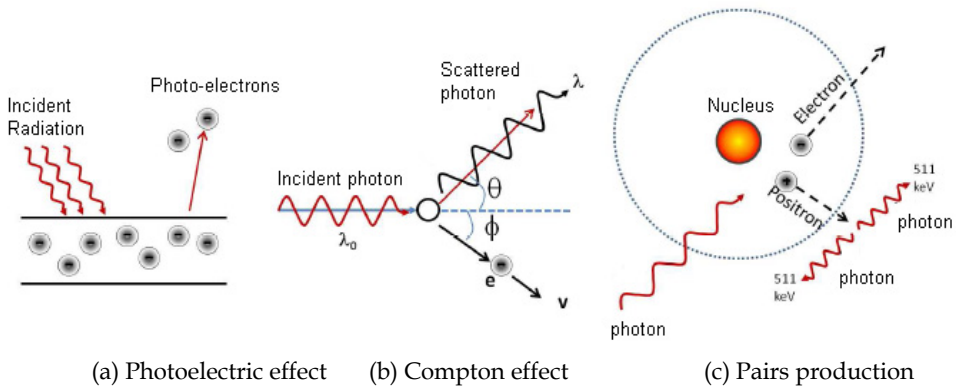 Incident
Radiation
Photo-electrons
Scattered
photon
λ
Incident photon
λo
θ
ϕ
e
v
Nucleus
Electron
Positron
511
keV
photon
511
keV
photon
photon
(a) Photoelectric effect
(b) Compton effect
(c) Pairs production